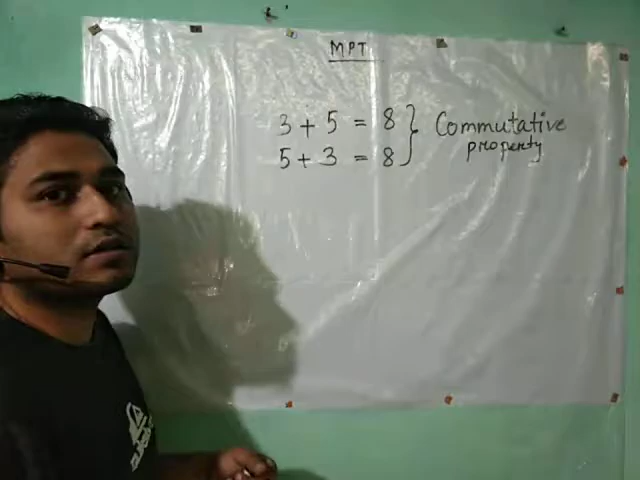 MPT
3 + 5 = 8 } Commutative
5 + 3 = 8 property